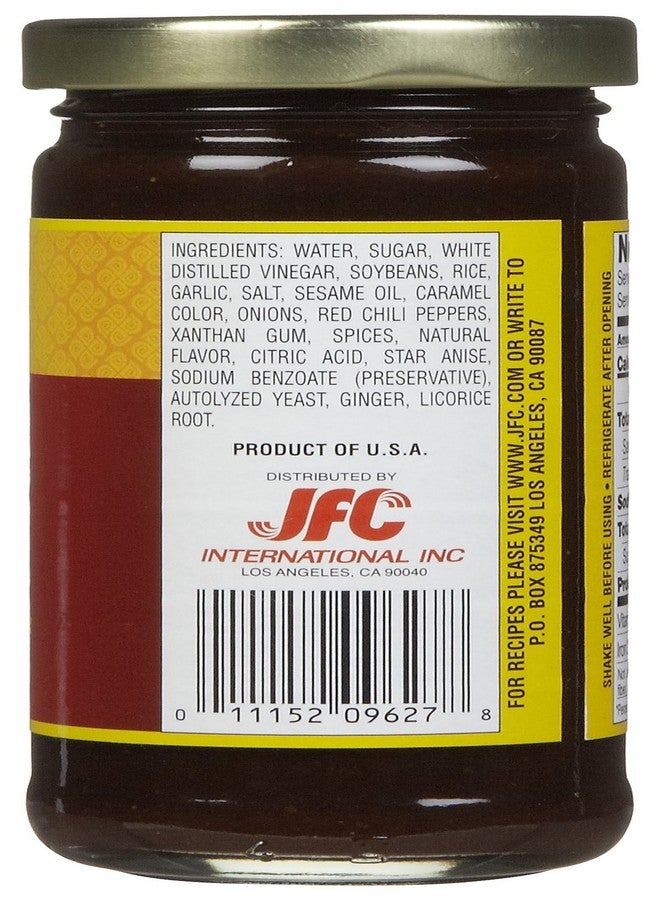 INGREDIENTS: WATER, SUGAR, WHITE
DISTILLED VINEGAR, SOYBEANS, RICE,
GARLIC, SALT, SESAME OIL, CARAMEL
COLOR, ONIONS, RED CHILI PEPPERS,
XANTHAN GUM, SPICES, NATURAL
FLAVOR, CITRIC ACID, STAR ANISE,
SODIUM BENZOATE (PRESERVATIVE),
AUTOLYZED YEAST, GINGER, LICORICE
ROOT.
PRODUCT OF U.S.A.
DISTRIBUTED BY
JFC
INTERNATIONAL INC
LOS ANGELES, CA 90040
0 11152 09627 8
FOR RECIPES PLEASE VISIT WWW.JFC.COM OR WRITE TO
P.O. BOX 875349 LOS ANGELES, CA 90087
SHAKE WELL BEFORE USING • REFRIGERATE AFTER OPENING